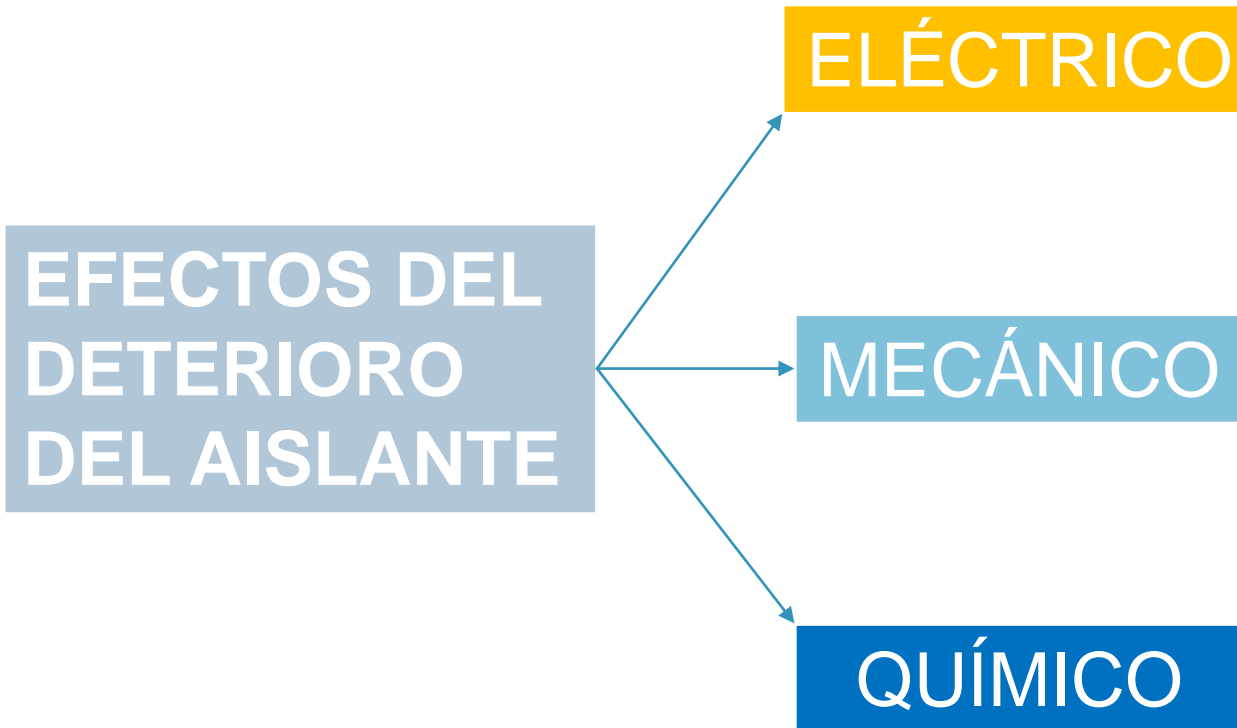 ELÉCTRICO
EFECTOS DEL
DETERIORO
DEL AISLANTE
MECÁNICO
QUÍMICO